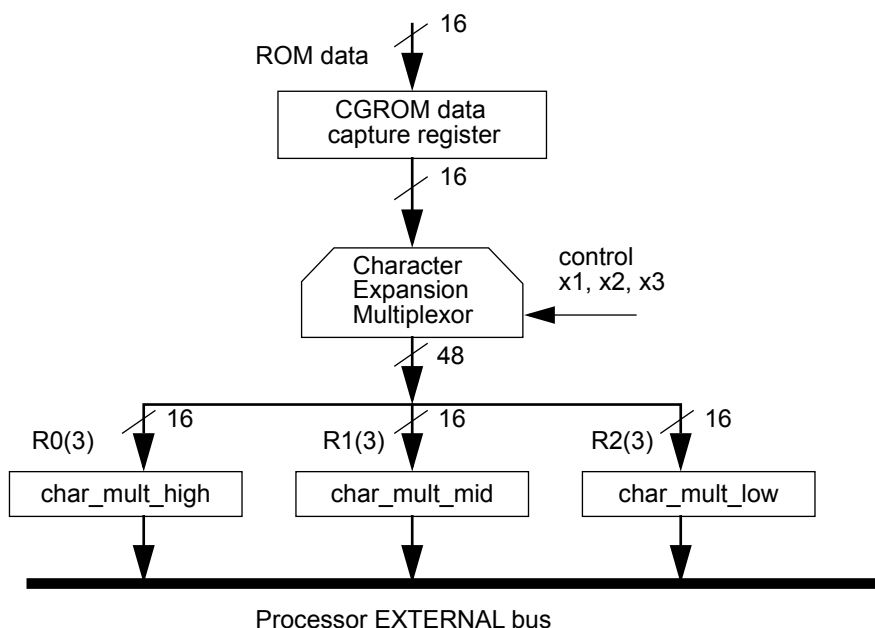 16
ROM data
CGROM data
capture register
16
Character
Expansion
Multiplexor
control
x1, x2, x3
48
16
16
16
R0(3)
R1(3)
R2(3)
char_mult_high
char_mult_mid
char_mult_low
Processor EXTERNAL bus